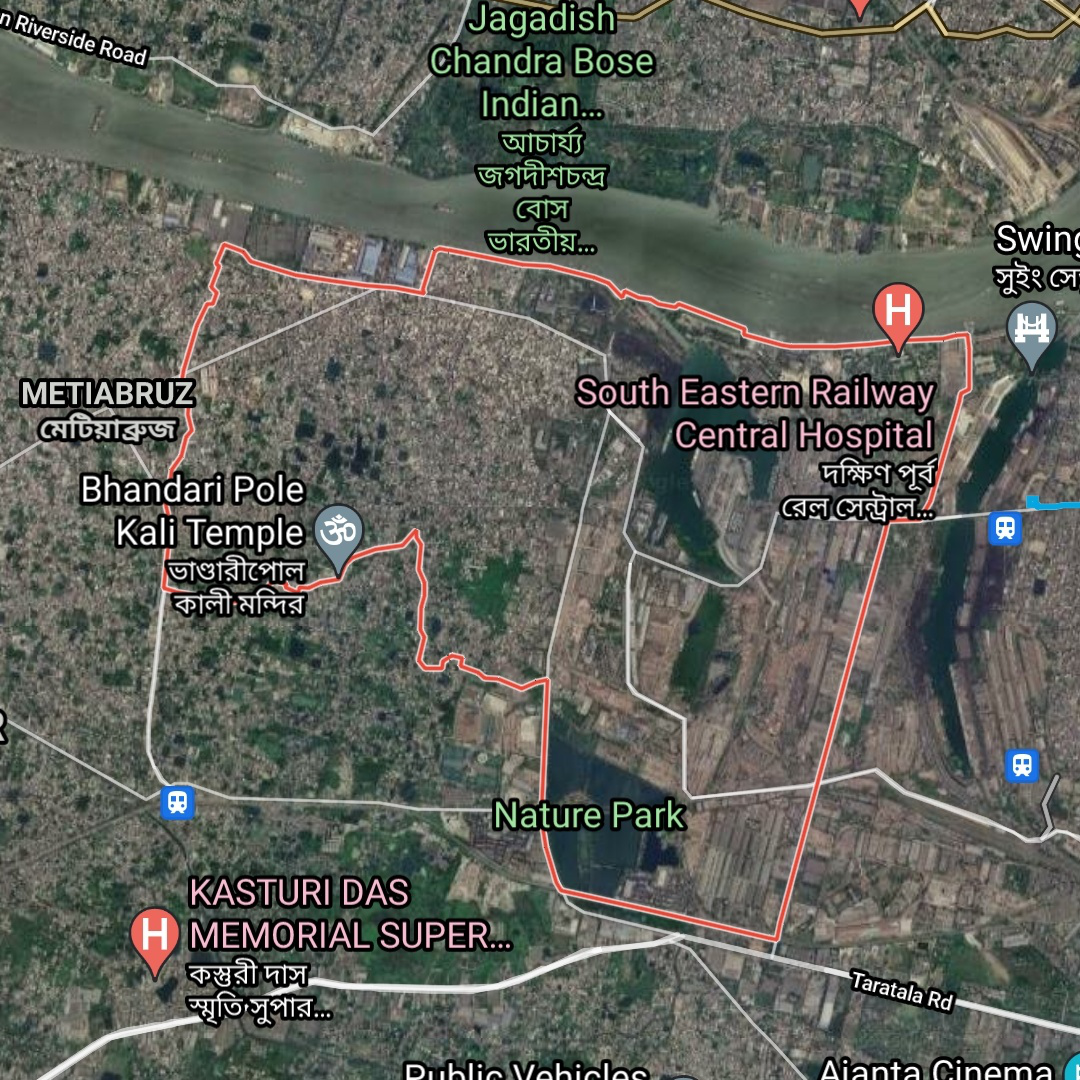 n Riverside Road
Jagadish
Chandra Bose
Indian...
আচার্য্য
জগদীশচন্দ্র
বোস
ভারতীয়...
Swing
সুইং সে
H
South Eastern Railway
Central Hospital
দক্ষিণ পূর্ব
রেল সেন্ট্রাল...
METIABRUZ
মেটিয়াব্রুজ
Bhandari Pole
Kali Temple
ভাণ্ডারীপোল
কালী মন্দির
ॐ
R
Nature Park
KASTURI DAS
MEMORIAL SUPER...
H
কস্তুরী দাস
স্মৃতি সুপার...
Taratala Rd
Public Vehicles
Ajanta Cinema